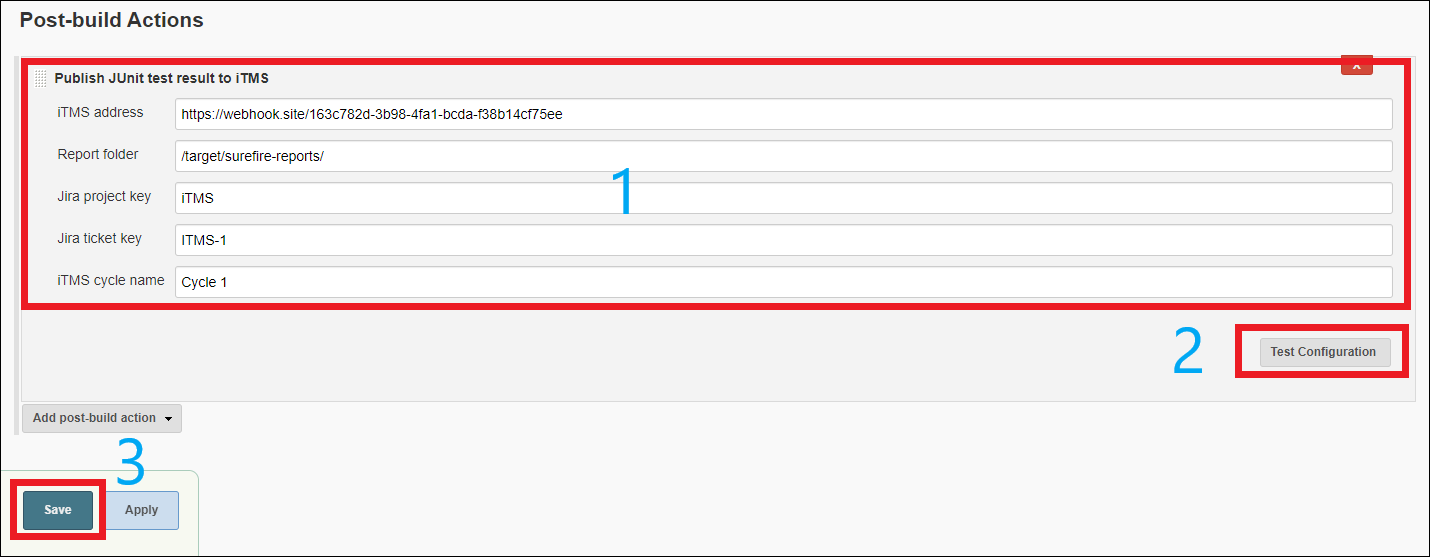 Post-build Actions
Publish JUnit test result to iTMS
X
iTMS address
https://webhook.site/163c782d-3b98-4fa1-bcda-f38b14cf75ee
Report folder
/target/surefire-reports/
1
Jira project key
iTMS
Jira ticket key
ITMS-1
iTMS cycle name
Cycle 1
2
Test Configuration
Add post-build action
3
Save
Apply